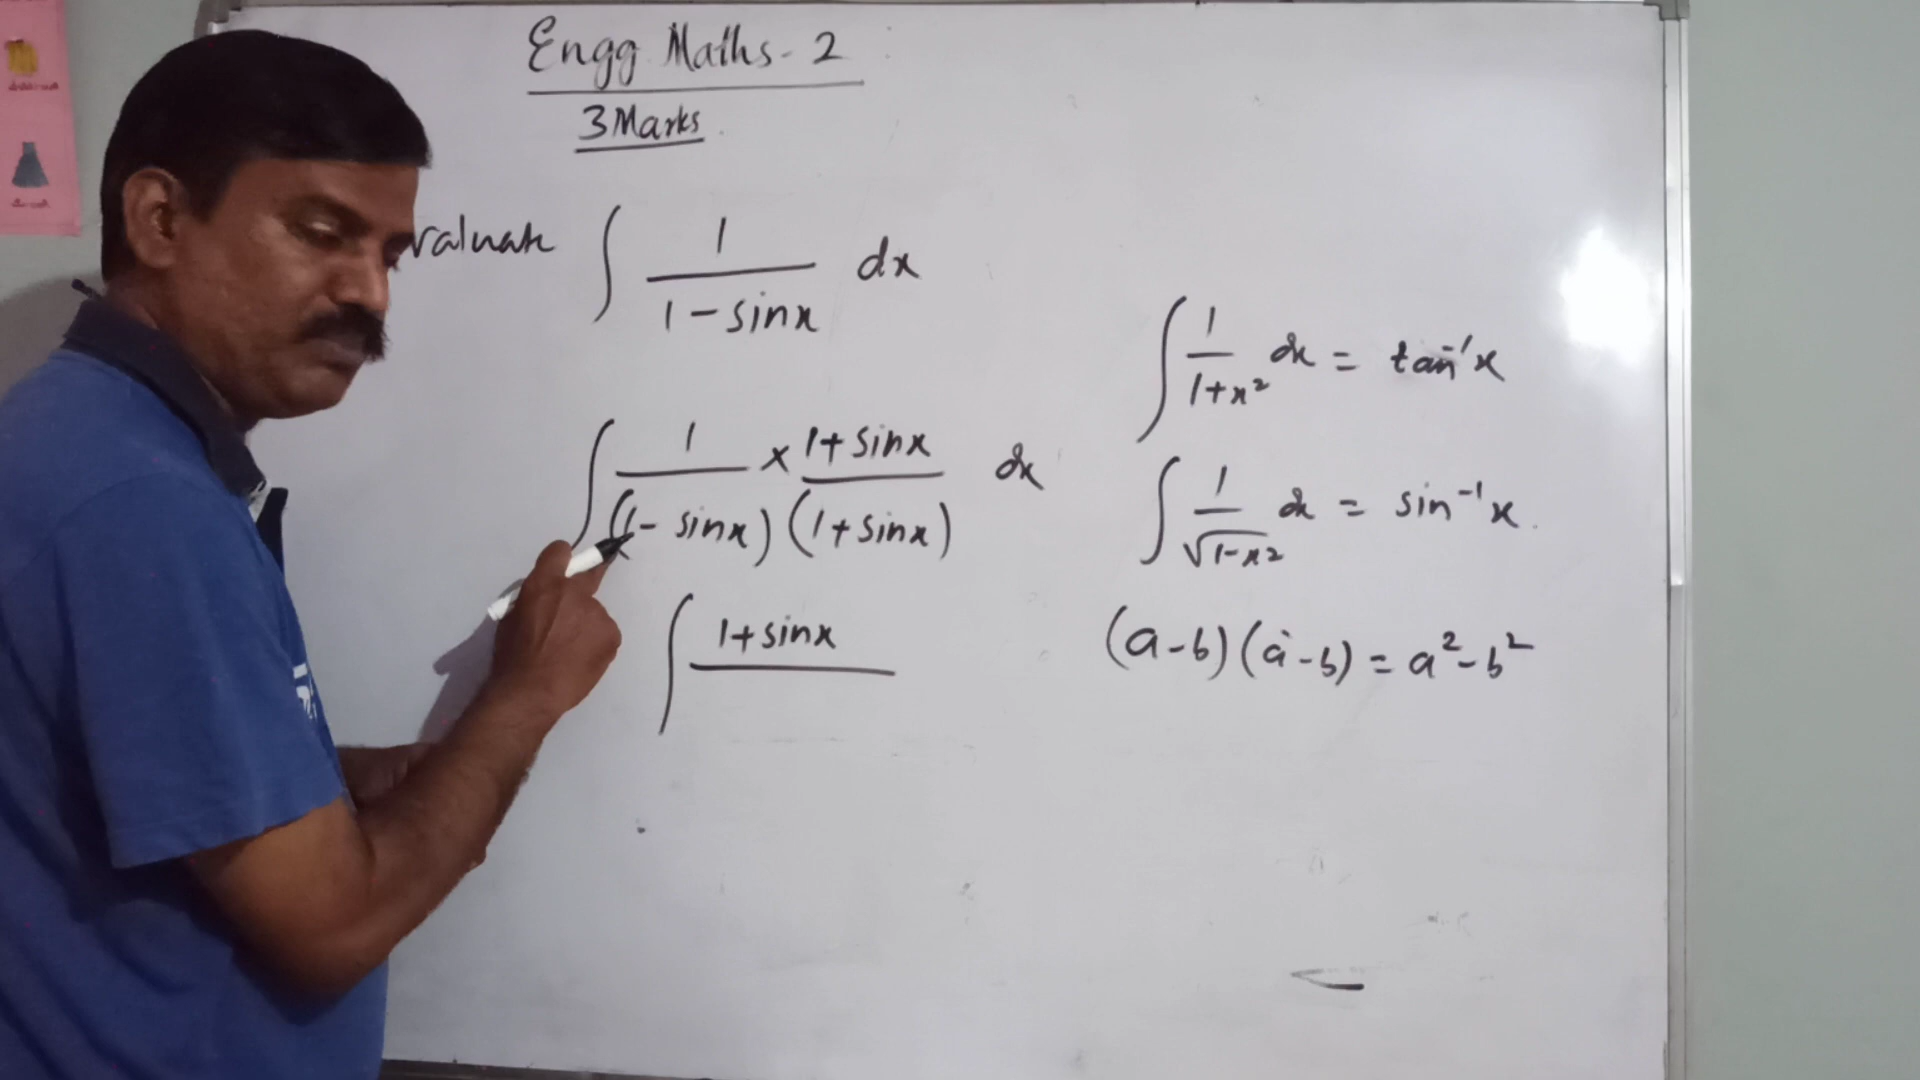 Engg Maths - 2
3 Marks
valuate ∫ 1/(1 - sinx) dx
∫ 1/(1 - sinx) × (1 + sinx)/(1 + sinx) dx
∫ (1 + sinx)/
∫ 1/(1+x²) dx = tan⁻¹x
∫ 1/√(1-x²) dx = sin⁻¹x.
(a-b)(a-b) = a²-b²